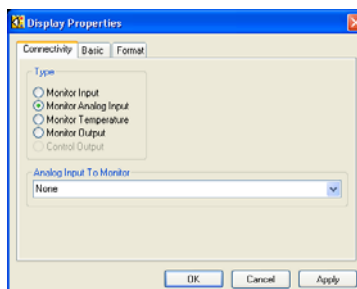 Display Properties
Connectivity Basic Format
Type
Monitor Input
Monitor Analog Input
Monitor Temperature
Monitor Output
Control Output
Analog Input To Monitor
None
OK Cancel Apply